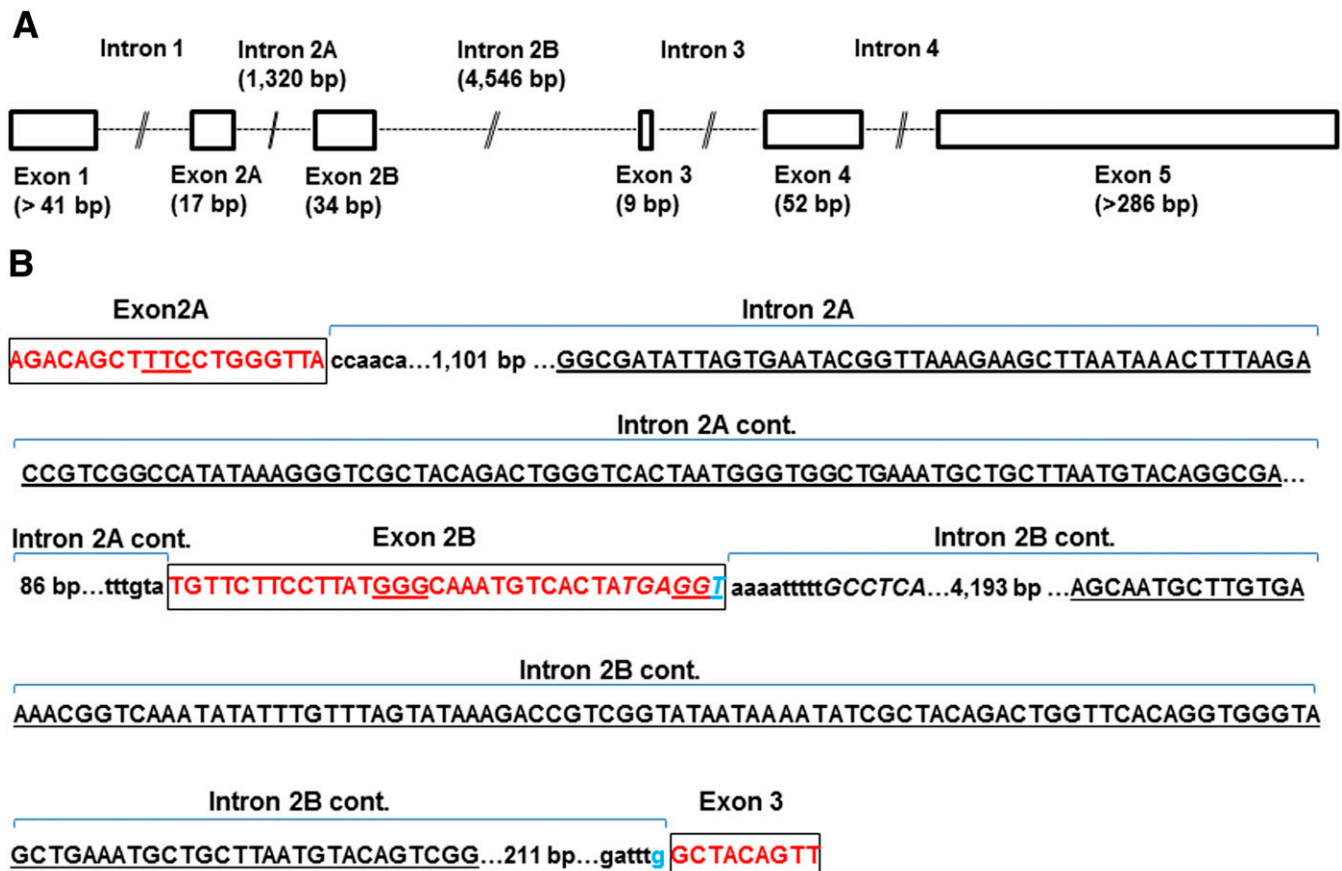 A
Intron 1 Intron 2A Intron 2B Intron 3 Intron 4
(1,320 bp) (4,546 bp)
Exon 1 Exon 2A Exon 2B Exon 3 Exon 4 Exon 5
(> 41 bp) (17 bp) (34 bp) (9 bp) (52 bp) (>286 bp)
B
Exon2A Intron 2A
AGACAGCTTTCCTGGGTTA ccaaca...1,101 bp ...GGCGATATTAGTGAATACGGTTAAAGAAGCTTAATAAACTTTAAGA
Intron 2A cont.
CCGTCGGCCATATAAAGGGTCGCTACAGACTGGGTCACTAATGGGTGGCTGAAATGCTGCTTAATGTACAGGCGA...
Intron 2A cont. Exon 2B Intron 2B cont.
86 bp...tttgta TGTTCTTCCTTATGGGCAAATGTCACTATGAGGT aaaatttttGCCTCA...4,193 bp ...AGCAATGCTTGTGA
Intron 2B cont.
AAACGGTCAAATATATTTGTTTAGTATAAAGACCGTCGGTATAATAAAATATCGCTACAGACTGGTTCACAGGTGGGTA
Intron 2B cont. Exon 3
GCTGAAATGCTGCTTAATGTACAGTCGG...211 bp...gatttg GCTACAGTT